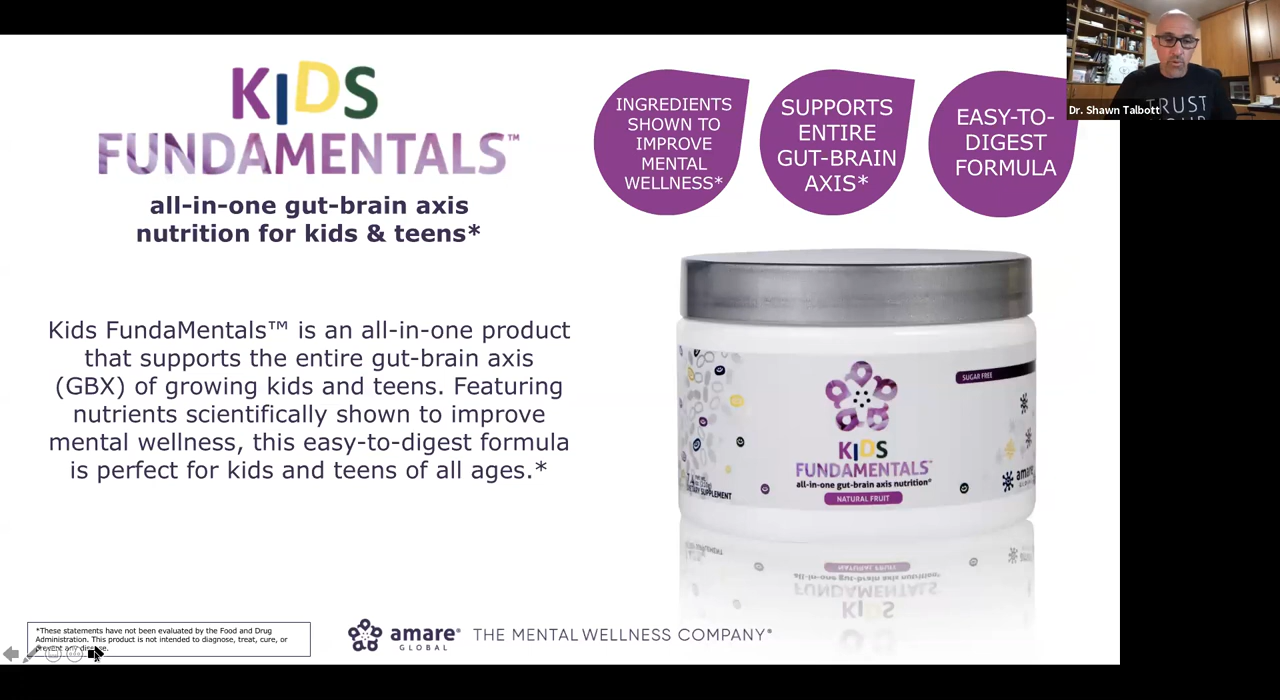 KIDS
FUNDAMENTALS™
all-in-one gut-brain axis
nutrition for kids & teens*
Kids FundaMentals™ is an all-in-one product
that supports the entire gut-brain axis
(GBX) of growing kids and teens. Featuring
nutrients scientifically shown to improve
mental wellness, this easy-to-digest formula
is perfect for kids and teens of all ages.*
INGREDIENTS
SHOWN TO
IMPROVE
MENTAL
WELLNESS*
SUPPORTS
ENTIRE
GUT-BRAIN
AXIS*
EASY-TO-
DIGEST
FORMULA
Dr. Shawn Talbott
TRUST
SUGAR FREE
KIDS
FUNDAMENTALS™
all-in-one gut-brain axis nutrition*
NATURAL FRUIT
DIETARY SUPPLEMENT
amare
*These statements have not been evaluated by the Food and Drug
Administration. This product is not intended to diagnose, treat, cure, or
prevent any disease.
amare®
GLOBAL
THE MENTAL WELLNESS COMPANY®